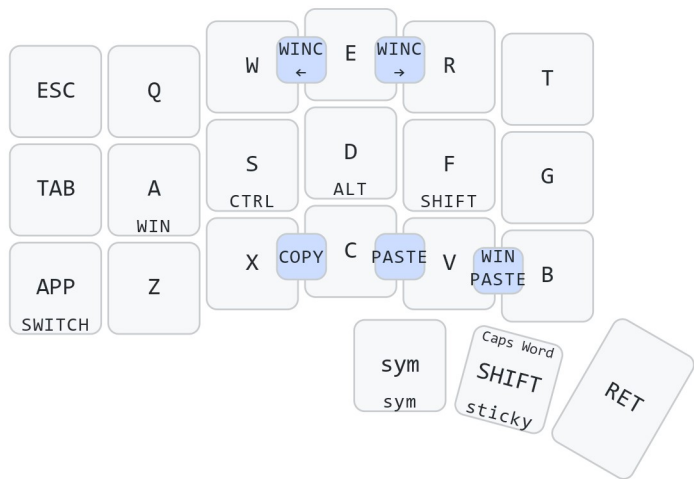 ESC
Q
W
WINC
←
E
WINC
→
R
T
TAB
A
WIN
S
CTRL
D
ALT
F
SHIFT
G
APP
SWITCH
Z
X
COPY
C
PASTE
V
WIN
PASTE
B
sym
sym
Caps Word
SHIFT
sticky
RET